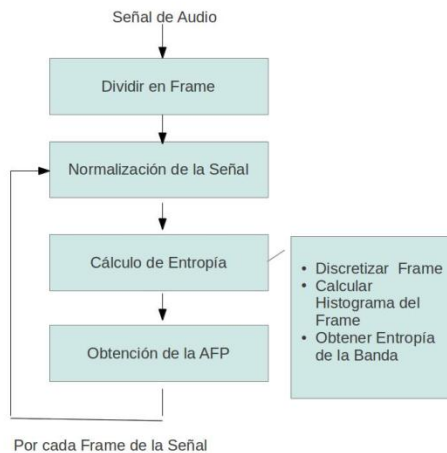 Señal de Audio
Dividir en Frame
Normalización de la Señal
Cálculo de Entropía
• Discretizar Frame
• Calcular
Histograma del
Frame
• Obtener Entropía
de la Banda
Obtención de la AFP
Por cada Frame de la Señal